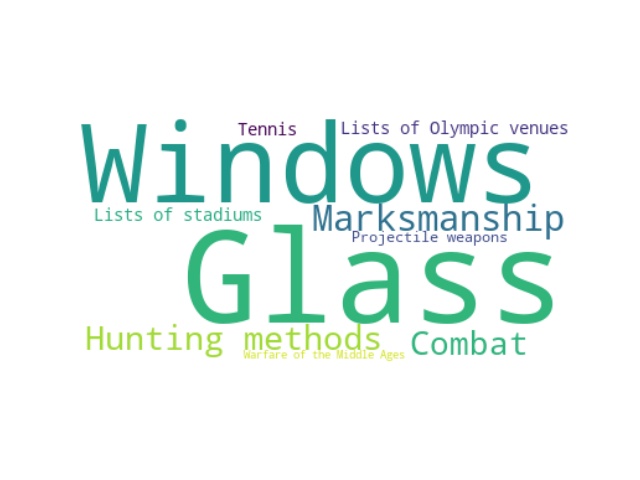 Tennis
Lists of Olympic venues
Windows
Lists of stadiums
Marksmanship
Projectile weapons
Glass
Hunting methods
Combat
Warfare of the Middle Ages